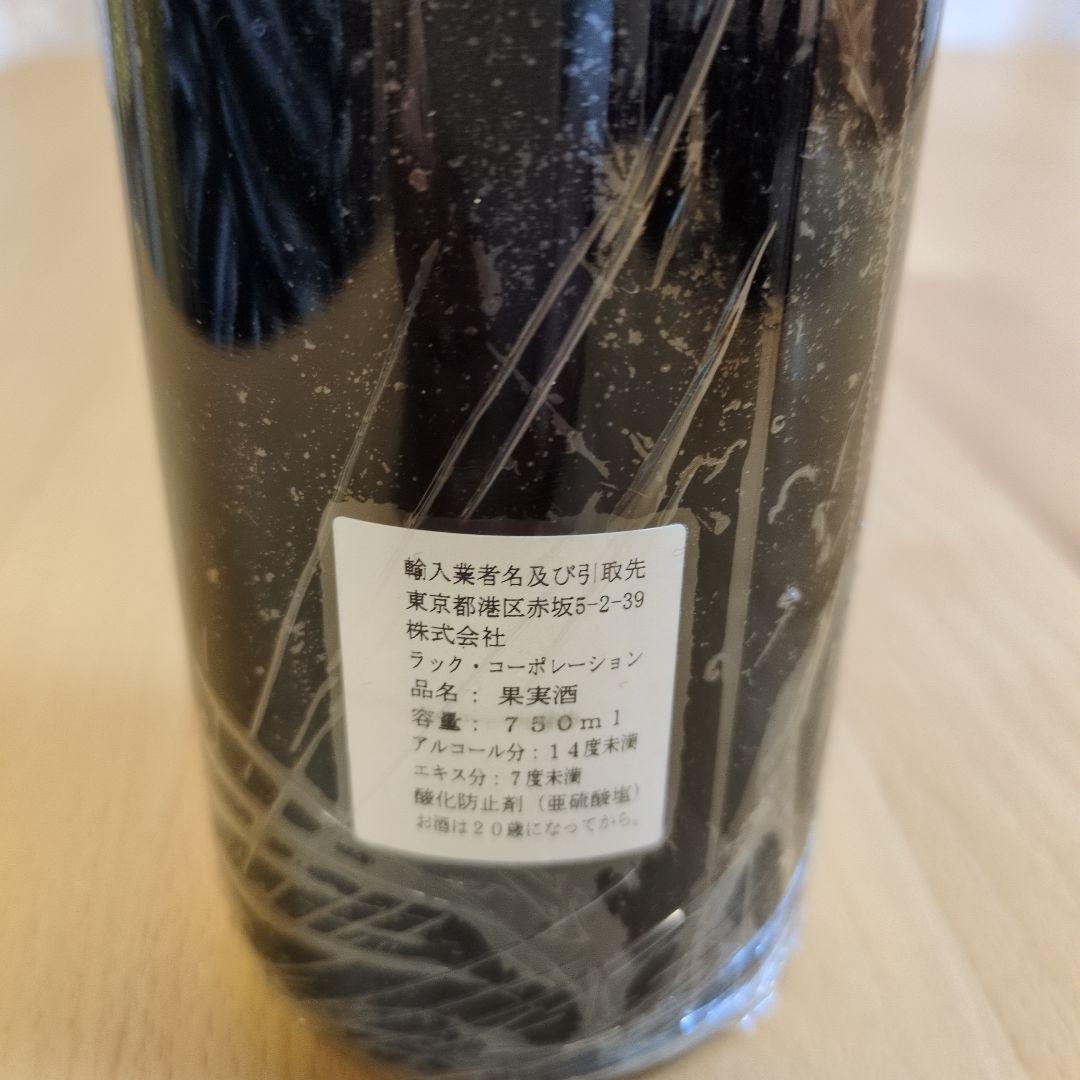 輸入業者名及び引取先
東京都港区赤坂5-2-39
株式会社
ラック・コーポレーション
品名：果実酒
容量：７５０ｍｌ
アルコール分：１４度未満
エキス分：７度未満
酸化防止剤（亜硫酸塩）
お酒は２０歳になってから。